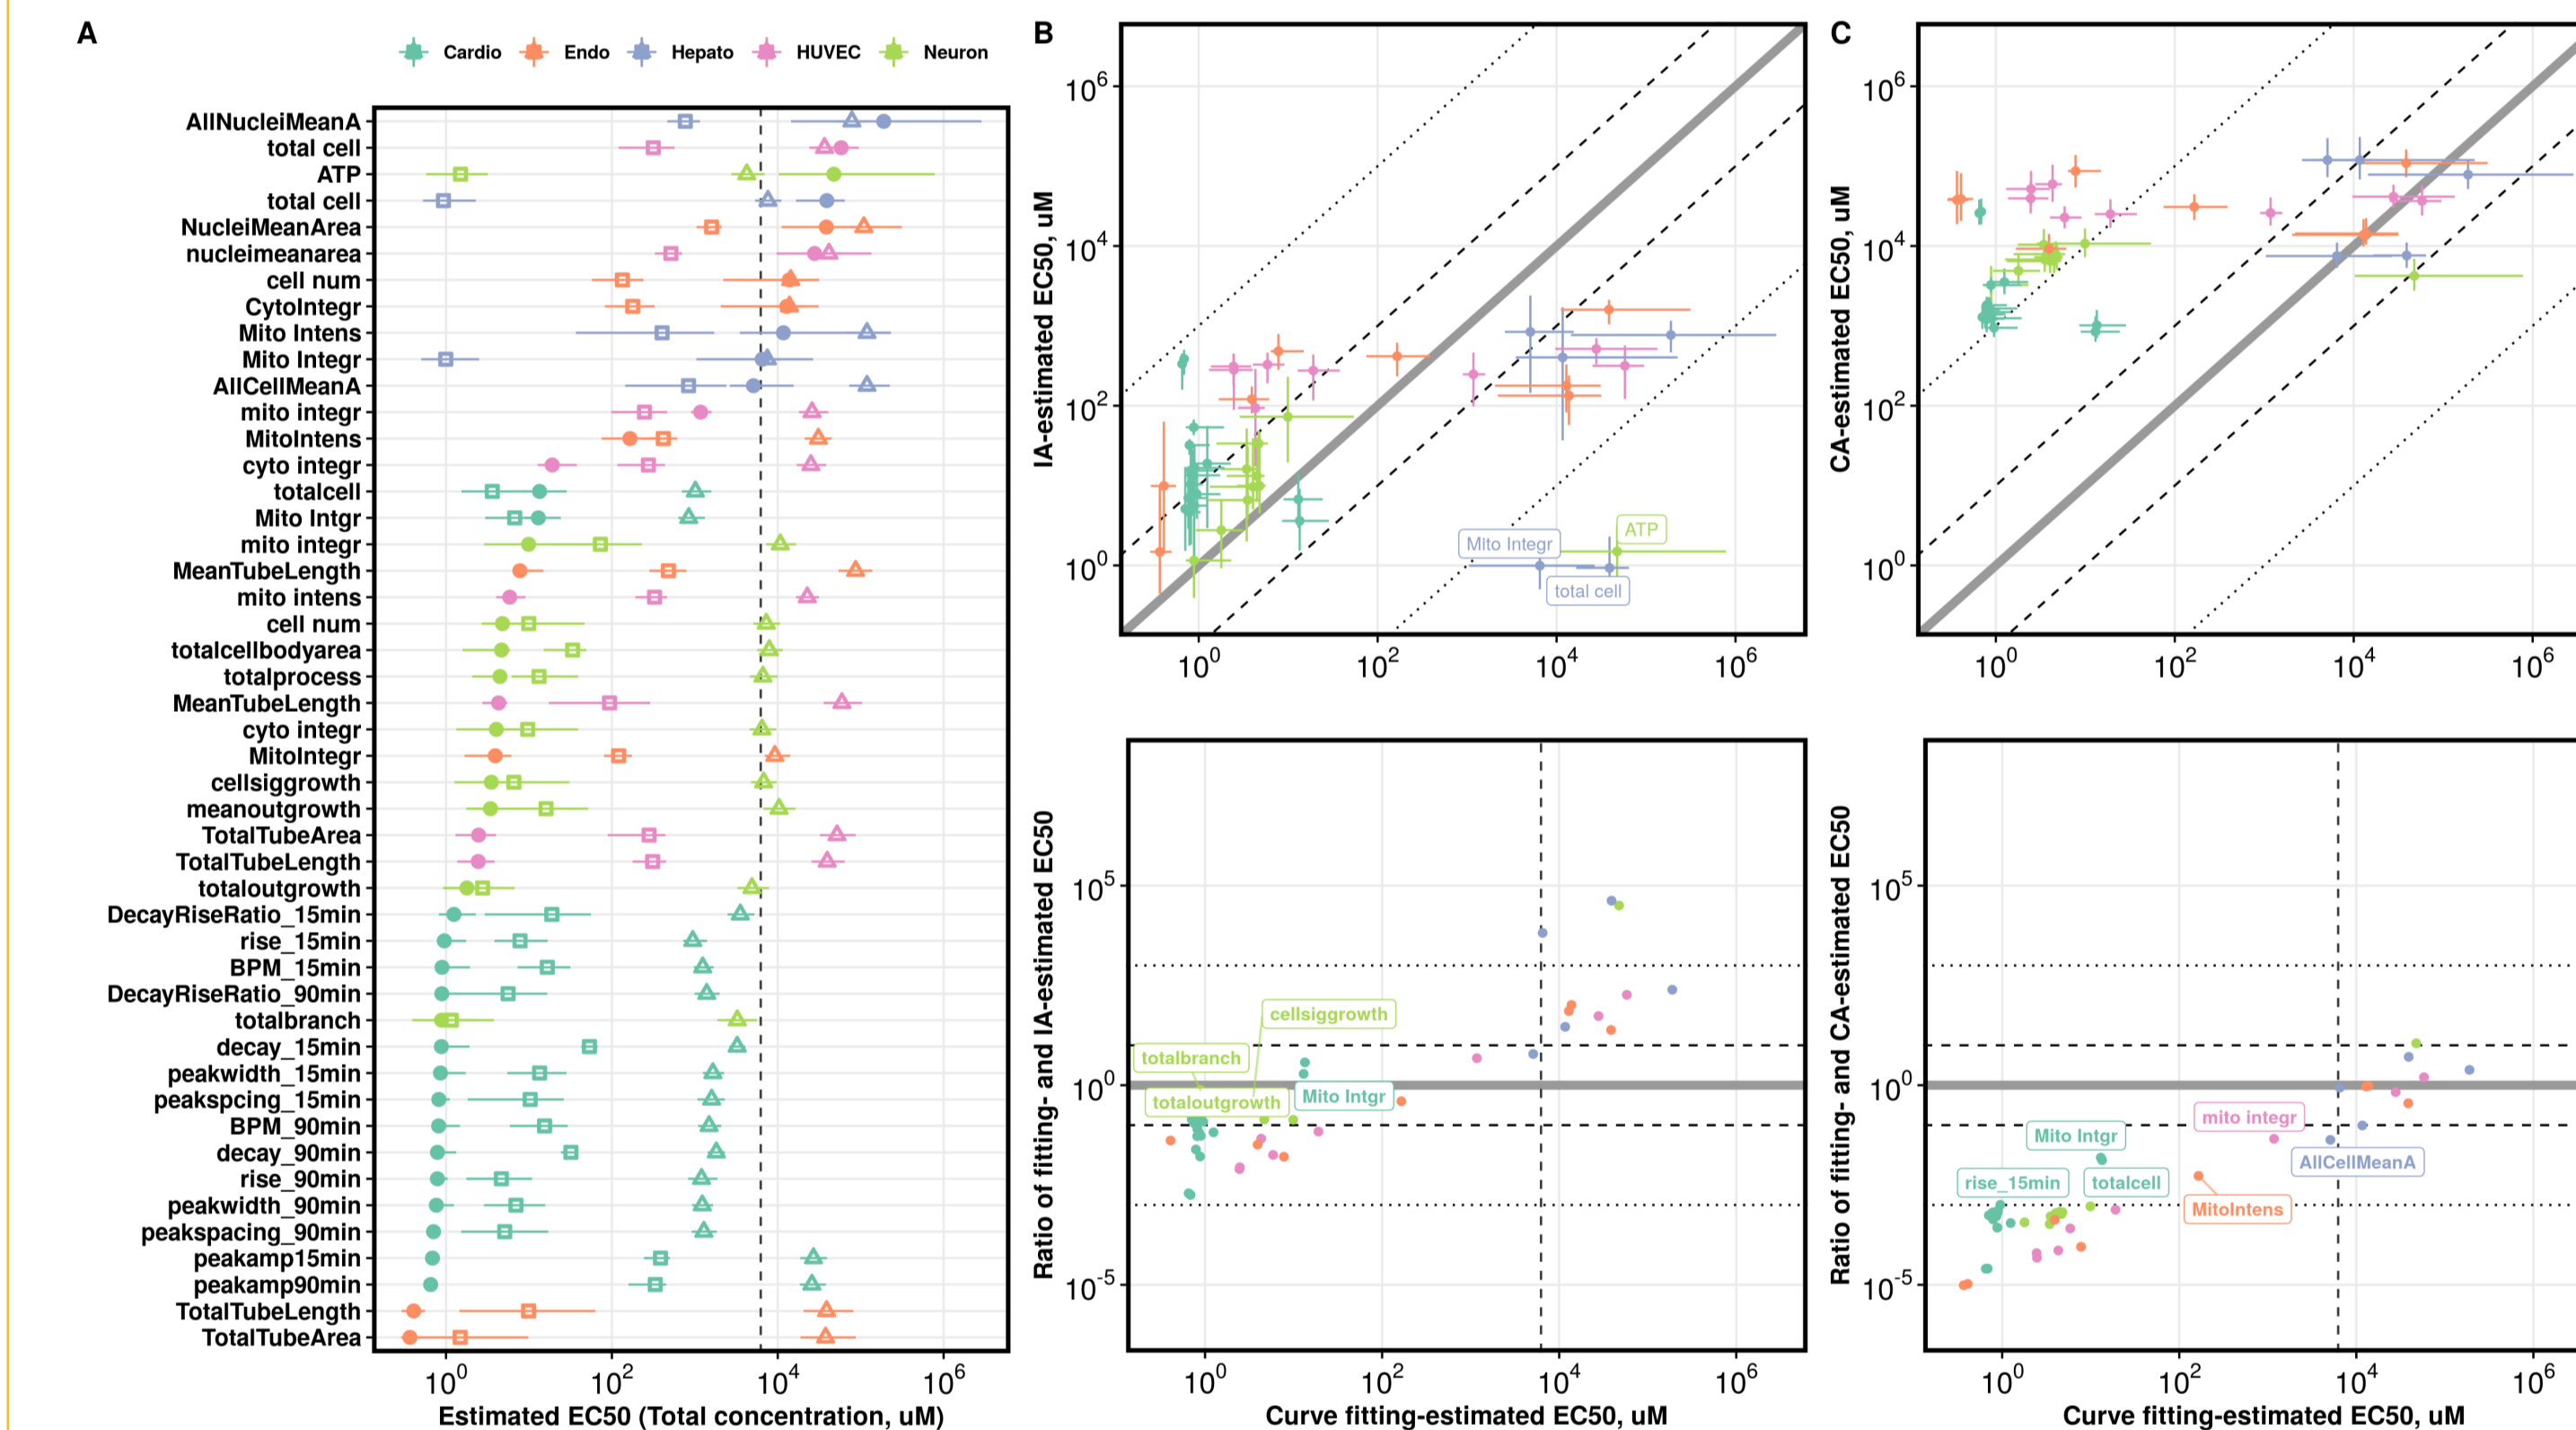 A
Cardio Endo Hepato HUVEC Neuron
AllNucleiMeanA
total cell
ATP
total cell
NucleiMeanArea
nucleimeanarea
cell num
CytoIntegr
Mito Intens
Mito Integr
AllCellMeanA
mito integr
MitoIntens
cyto integr
totalcell
Mito Intgr
mito integr
MeanTubeLength
mito intens
cell num
totalcellbodyarea
totalprocess
MeanTubeLength
cyto integr
MitoIntegr
cellsiggrowth
meanoutgrowth
TotalTubeArea
TotalTubeLength
totaloutgrowth
DecayRiseRatio_15min
rise_15min
BPM_15min
DecayRiseRatio_90min
totalbranch
decay_15min
peakwidth_15min
peakspcing_15min
BPM_90min
decay_90min
rise_90min
peakwidth_90min
peakspacing_90min
peakamp15min
peakamp90min
TotalTubeLength
TotalTubeArea
10^0 10^2 10^4 10^6
Estimated EC50 (Total concentration, uM)
B
IA-estimated EC50, uM
10^6
10^4
10^2
10^0
ATP
Mito Integr
total cell
10^0 10^2 10^4 10^6
Ratio of fitting- and IA-estimated EC50
10^5
10^0
10^-5
cellsiggrowth
totalbranch
totaloutgrowth
Mito Intgr
10^0 10^2 10^4 10^6
Curve fitting-estimated EC50, uM
C
CA-estimated EC50, uM
10^6
10^4
10^2
10^0
10^0 10^2 10^4 10^6
Ratio of fitting- and CA-estimated EC50
10^5
10^0
10^-5
mito integr
Mito Intgr
AllCellMeanA
rise_15min
totalcell
MitoIntens
10^0 10^2 10^4 10^6
Curve fitting-estimated EC50, uM